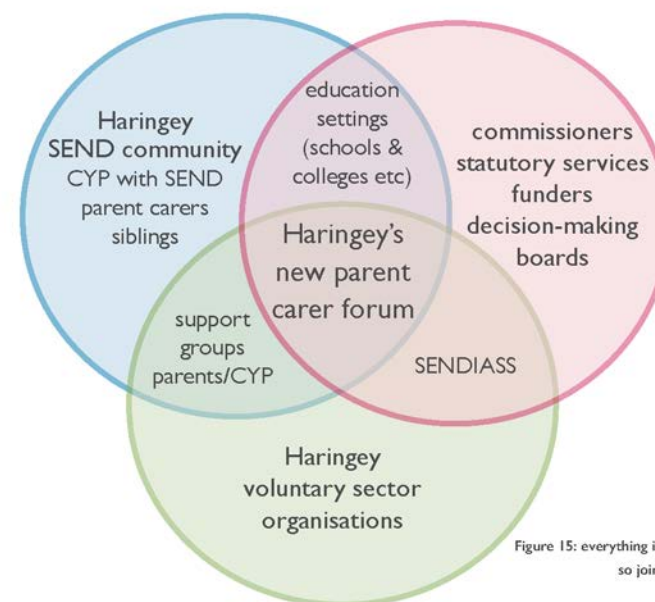 Haringey
SEND community
CYP with SEND
parent carers
siblings
education
settings
(schools &
colleges etc)
commissioners
statutory services
funders
decision-making
boards
Haringey's
new parent
carer forum
support
groups
parents/CYP
SENDIASS
Haringey
voluntary sector
organisations
Figure 15: everything i
so join